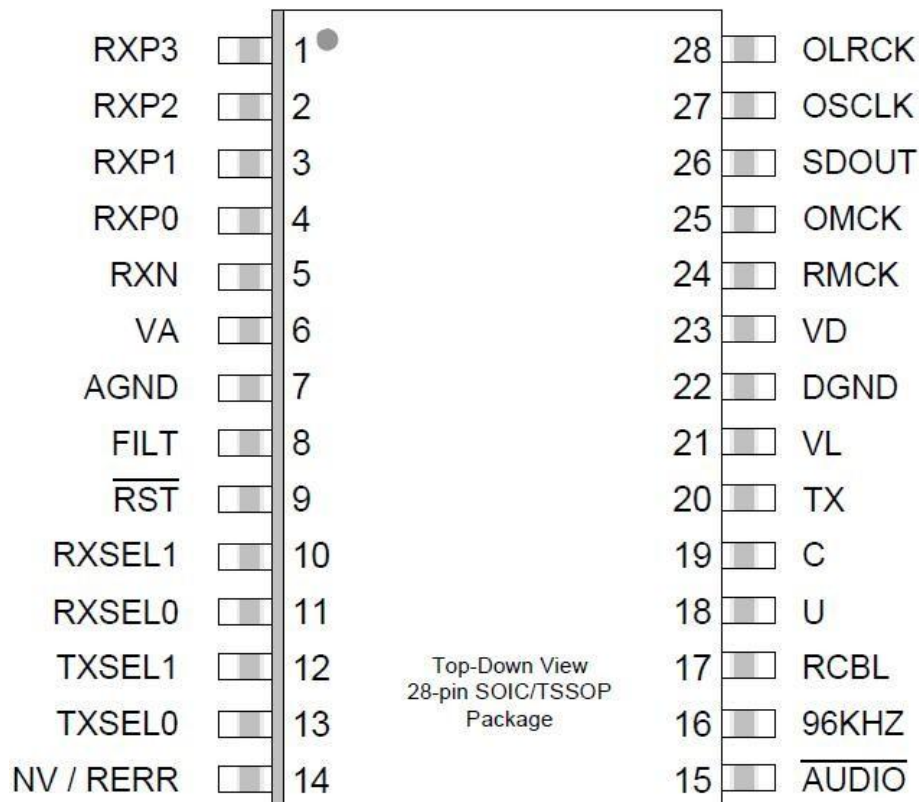 RXP3 1 28 OLRCK
RXP2 2 27 OSCLK
RXP1 3 26 SDOUT
RXP0 4 25 OMCK
RXN 5 24 RMCK
VA 6 23 VD
AGND 7 22 DGND
FILT 8 21 VL
R̅S̅T̅ 9 20 TX
RXSEL1 10 19 C
RXSEL0 11 18 U
TXSEL1 12 17 RCBL
TXSEL0 13 16 96KHZ
NV / RERR 14 15 A̅U̅D̅I̅O̅
Top-Down View
28-pin SOIC/TSSOP
Package